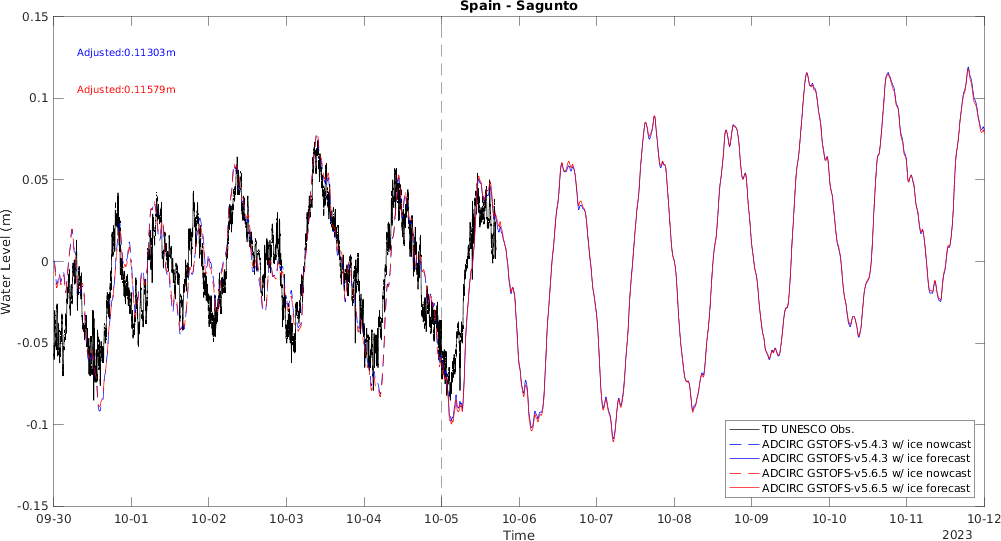 Spain - Sagunto
0.15
0.1
0.05
0
-0.05
-0.1
-0.15
Water Level (m)
Adjusted:0.11303m
Adjusted:0.11579m
TD UNESCO Obs.
ADCIRC GSTOFS-v5.4.3 w/ ice nowcast
ADCIRC GSTOFS-v5.4.3 w/ ice forecast
ADCIRC GSTOFS-v5.6.5 w/ ice nowcast
ADCIRC GSTOFS-v5.6.5 w/ ice forecast
09-30 10-01 10-02 10-03 10-04 10-05 10-06 10-07 10-08 10-09 10-10 10-11 10-12
Time
2023